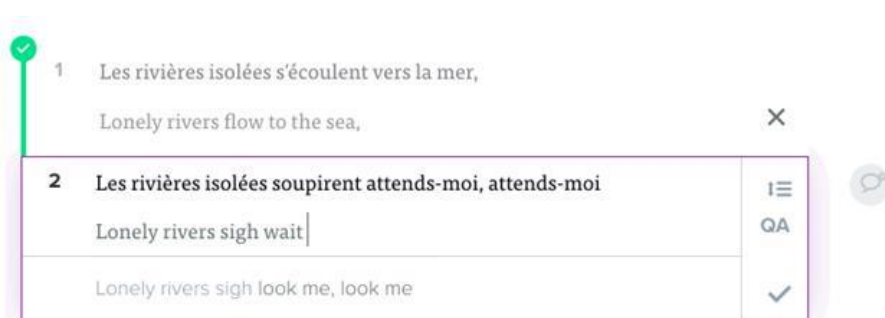 1 Les rivières isolées s'écoulent vers la mer,
Lonely rivers flow to the sea,
2 Les rivières isolées soupirent attends-moi, attends-moi
Lonely rivers sigh wait
QA
Lonely rivers sigh look me, look me